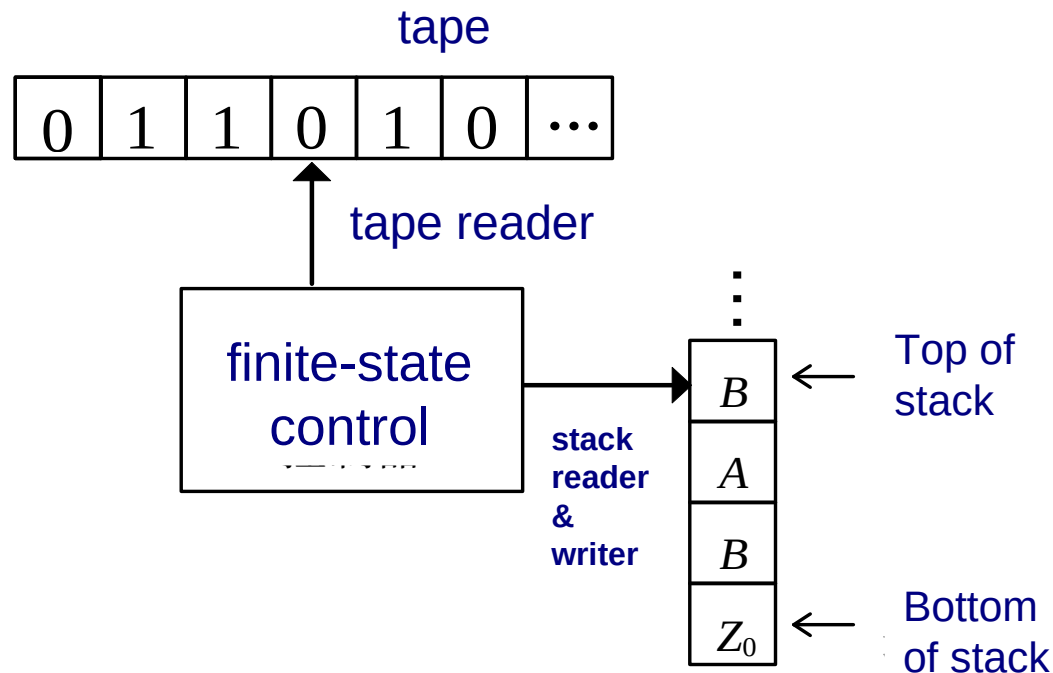 tape
0 1 1 0 1 0 ...
tape reader
finite-state
control
stack
reader
&
writer
⋮
B
A
B
Z₀
Top of
stack
Bottom
of stack